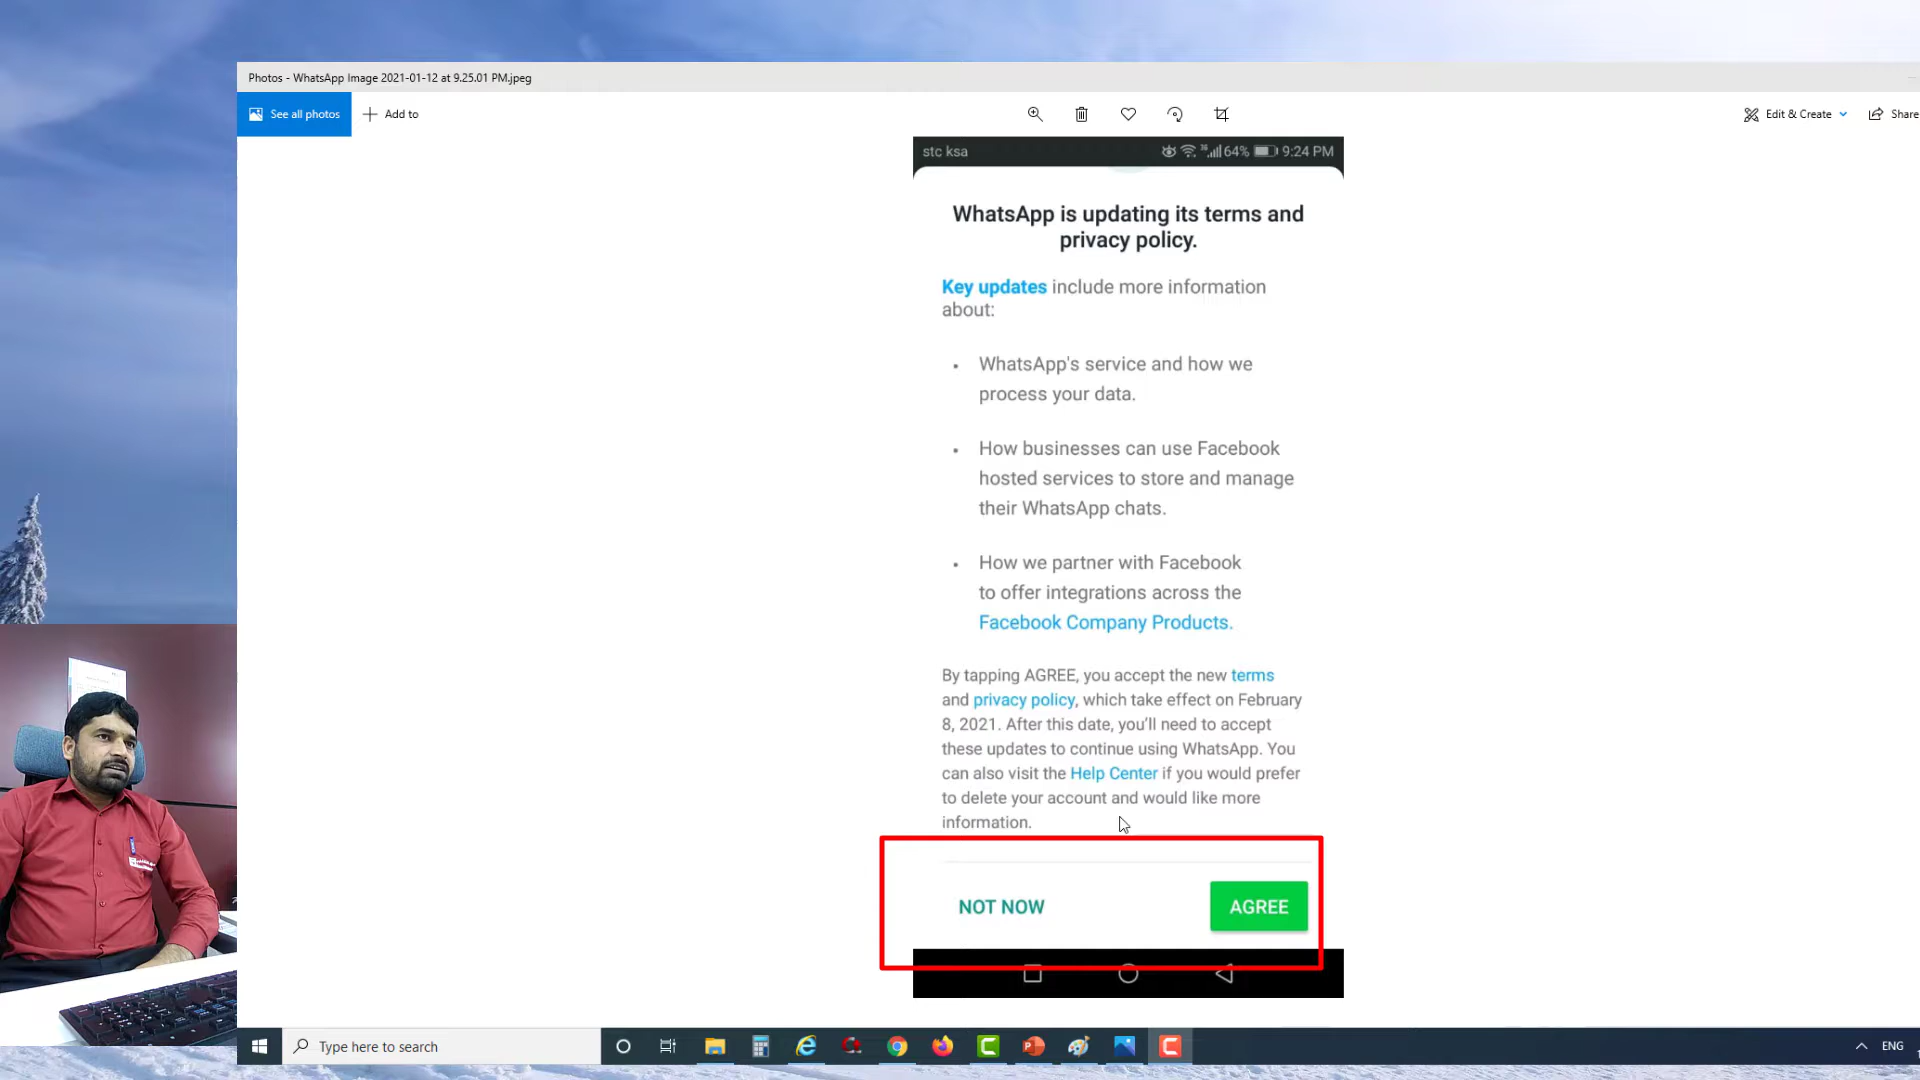 Photos - WhatsApp Image 2021-01-12 at 9.25.01 PM.jpeg
See all photos
Add to
Edit & Create
Share
stc ksa
64%
9:24 PM
WhatsApp is updating its terms and
privacy policy.
Key updates include more information
about:
• WhatsApp's service and how we
process your data.
• How businesses can use Facebook
hosted services to store and manage
their WhatsApp chats.
• How we partner with Facebook
to offer integrations across the
Facebook Company Products.
By tapping AGREE, you accept the new terms
and privacy policy, which take effect on February
8, 2021. After this date, you'll need to accept
these updates to continue using WhatsApp. You
can also visit the Help Center if you would prefer
to delete your account and would like more
information.
NOT NOW
AGREE
Type here to search
ENG